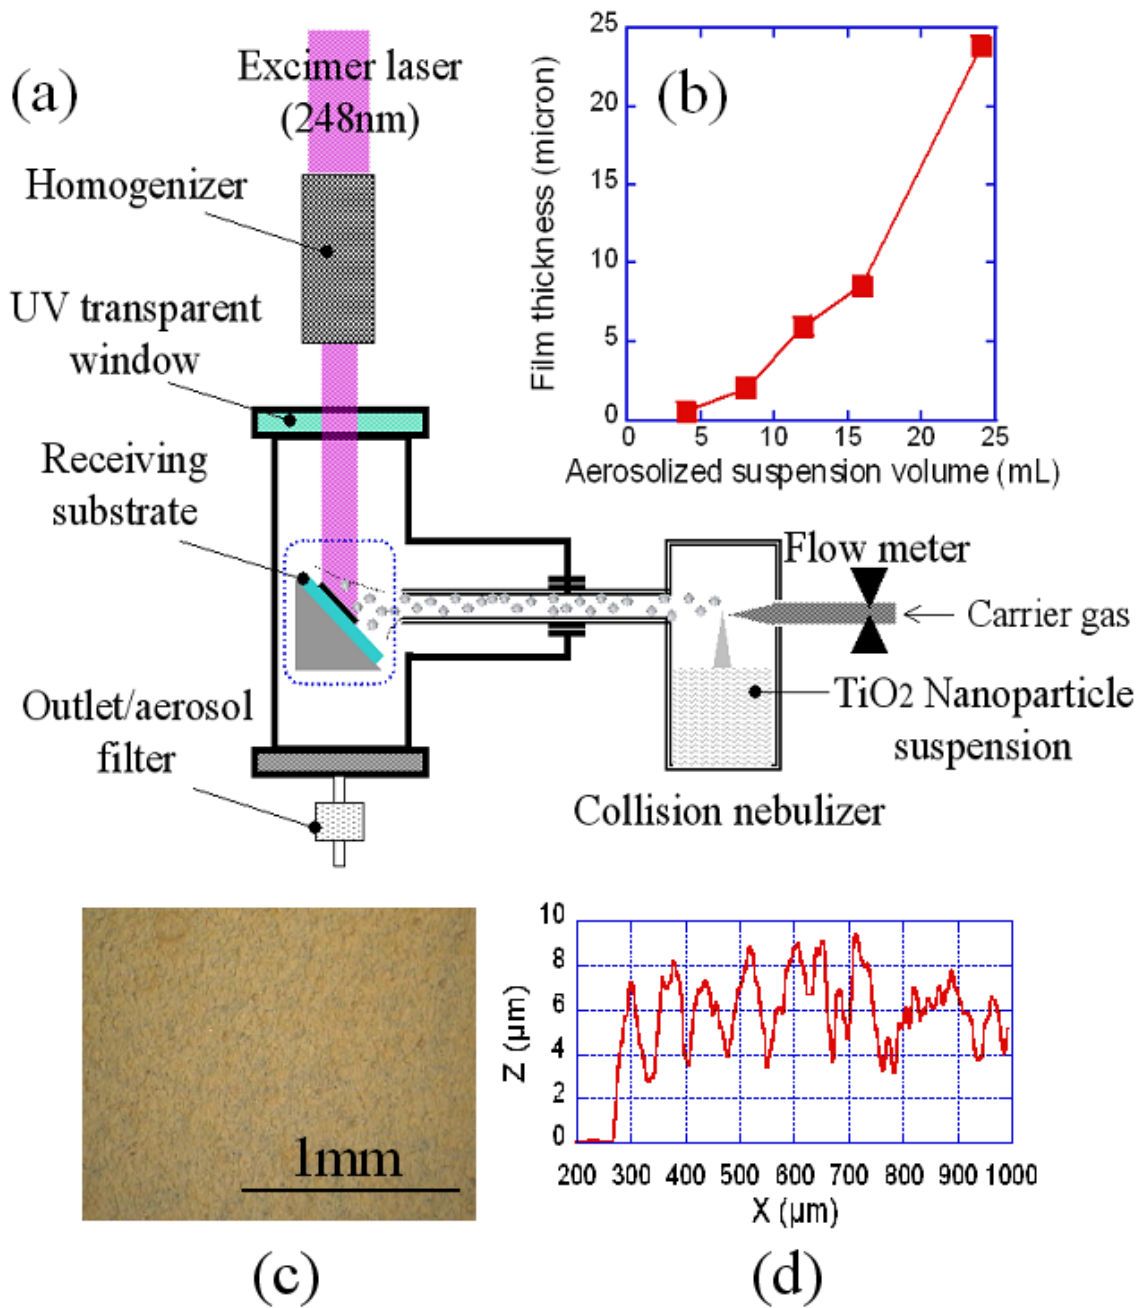 (a)
Excimer laser
(248nm)
Homogenizer
UV transparent
window
Receiving
substrate
Outlet/aerosol
filter
Flow meter
Carrier gas
TiO2 Nanoparticle
suspension
Collision nebulizer
(b)
Film thickness (micron)
25
20
15
10
5
0
0 5 10 15 20 25
Aerosolized suspension volume (mL)
1mm
(c)
Z (μm)
10
8
6
4
2
0
200 300 400 500 600 700 800 900 1000
X (μm)
(d)